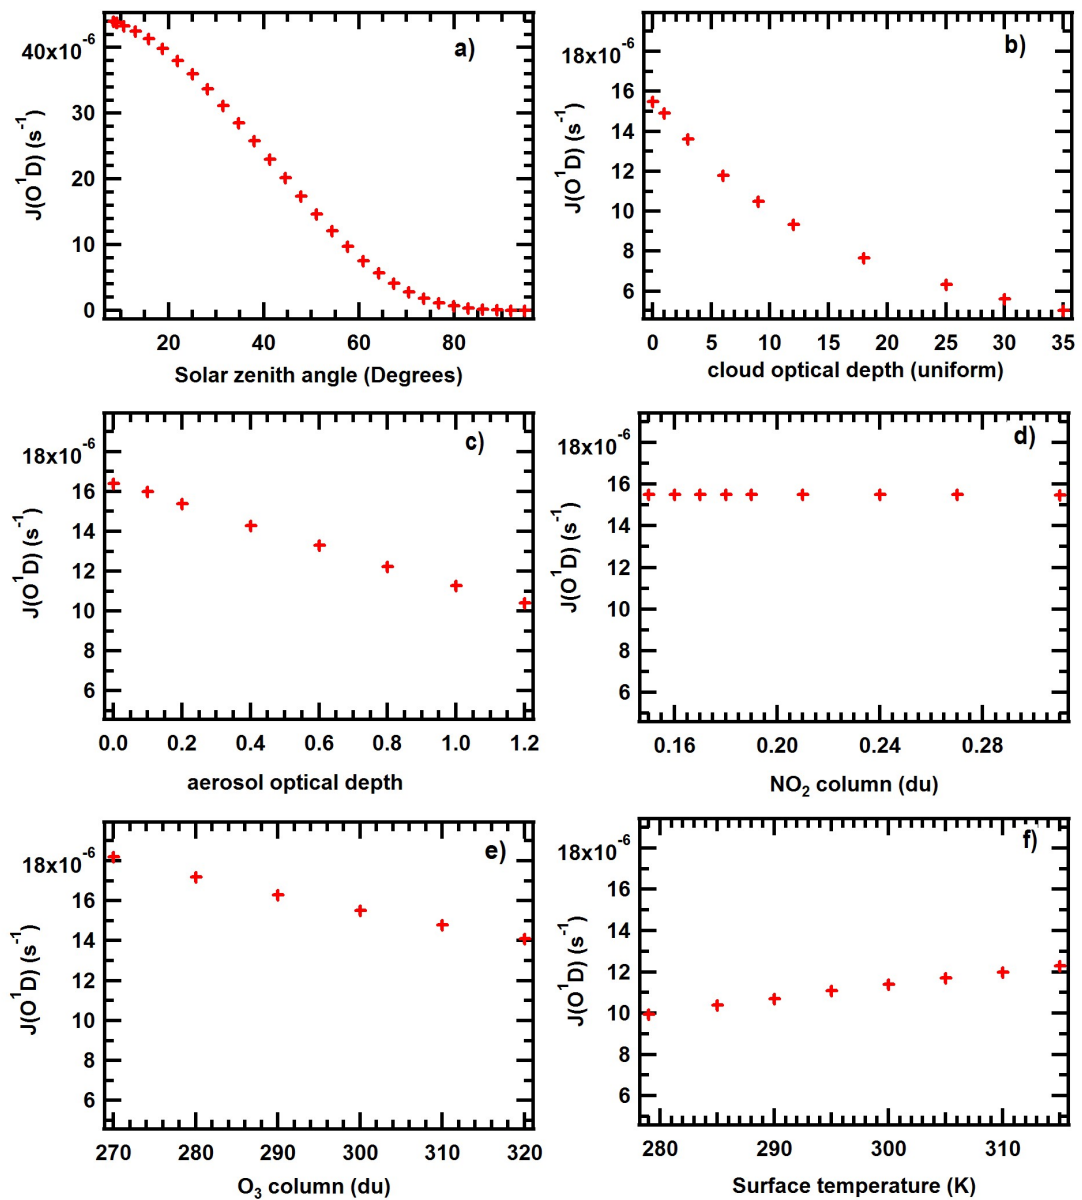 a)
40x10⁻⁶
30
20
10
0
J(O¹D) (s⁻¹)
20 40 60 80
Solar zenith angle (Degrees)
b)
18x10⁻⁶
16
14
12
10
8
6
J(O¹D) (s⁻¹)
0 5 10 15 20 25 30 35
cloud optical depth (uniform)
c)
18x10⁻⁶
16
14
12
10
8
6
J(O¹D) (s⁻¹)
0.0 0.2 0.4 0.6 0.8 1.0 1.2
aerosol optical depth
d)
18x10⁻⁶
16
14
12
10
8
6
J(O¹D) (s⁻¹)
0.16 0.20 0.24 0.28
NO₂ column (du)
e)
18x10⁻⁶
16
14
12
10
8
6
J(O¹D) (s⁻¹)
270 280 290 300 310 320
O₃ column (du)
f)
18x10⁻⁶
16
14
12
10
8
6
J(O¹D) (s⁻¹)
280 290 300 310
Surface temperature (K)